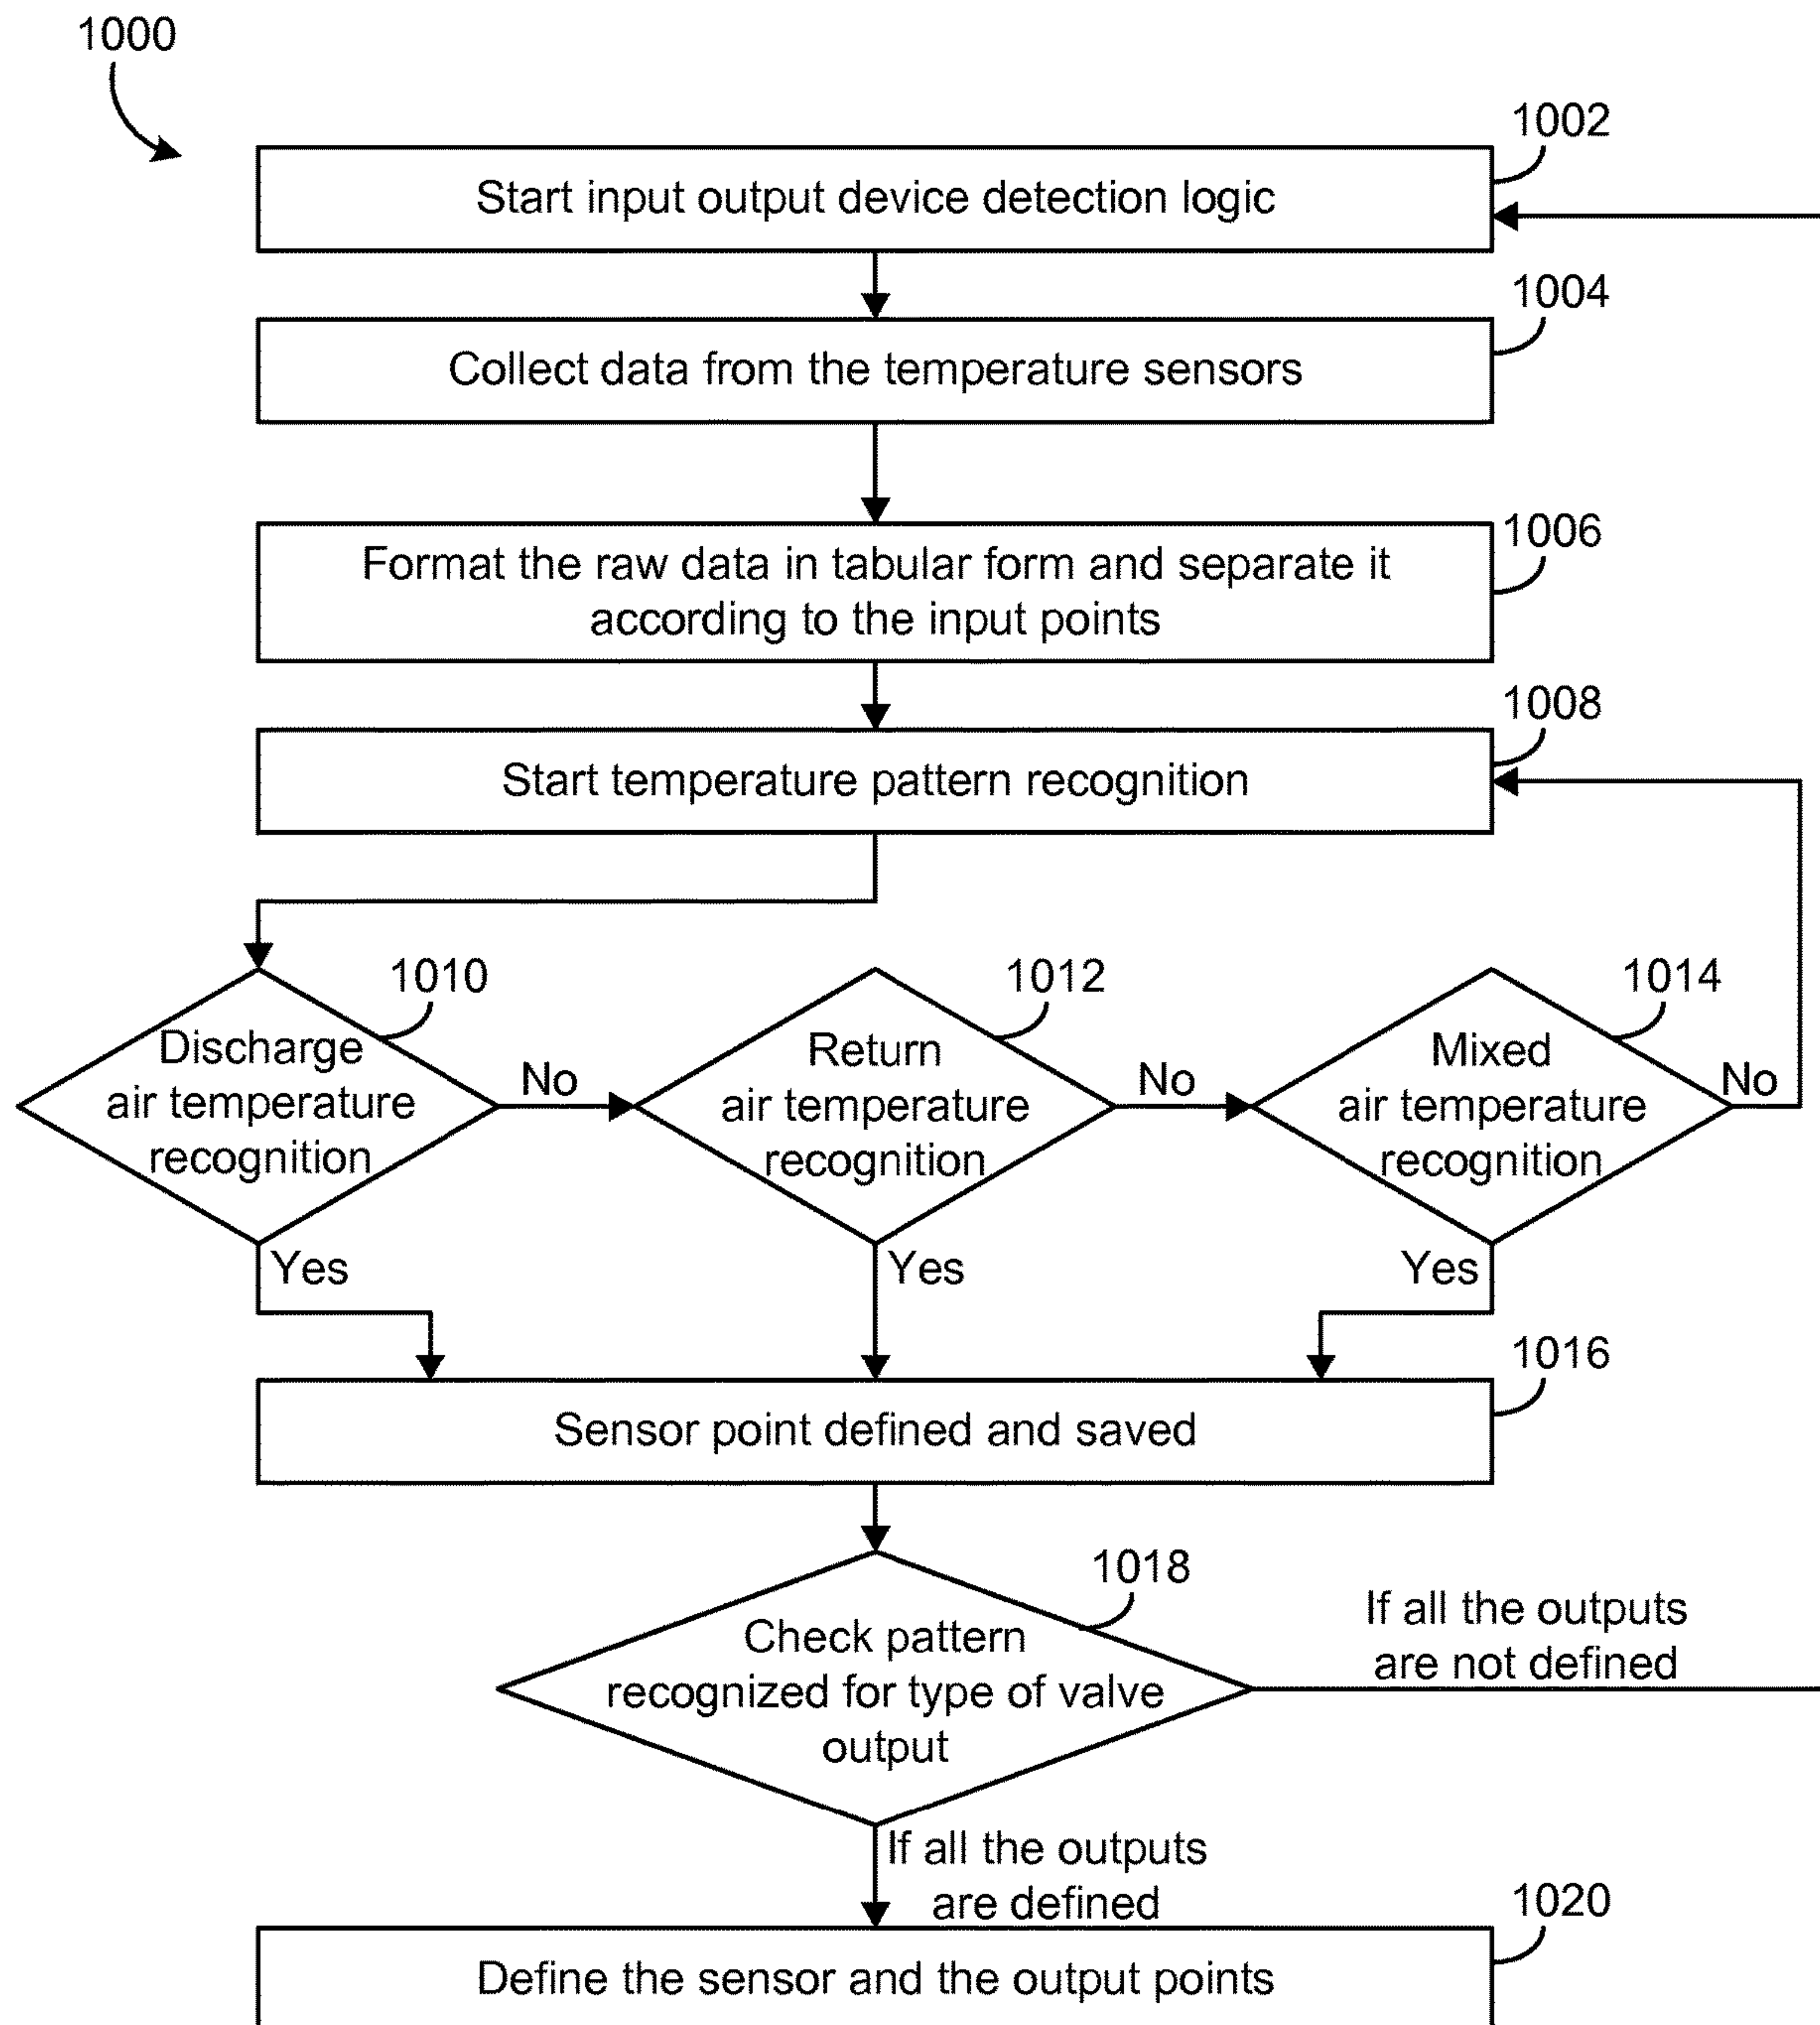 1000
1002
Start input output device detection logic
1004
Collect data from the temperature sensors
1006
Format the raw data in tabular form and separate it
according to the input points
1008
Start temperature pattern recognition
1010
Discharge
air temperature
recognition
No
Yes
1012
Return
air temperature
recognition
No
Yes
1014
Mixed
air temperature
recognition
No
Yes
1016
Sensor point defined and saved
1018
Check pattern
recognized for type of valve
output
If all the outputs
are not defined
If all the outputs
are defined
1020
Define the sensor and the output points